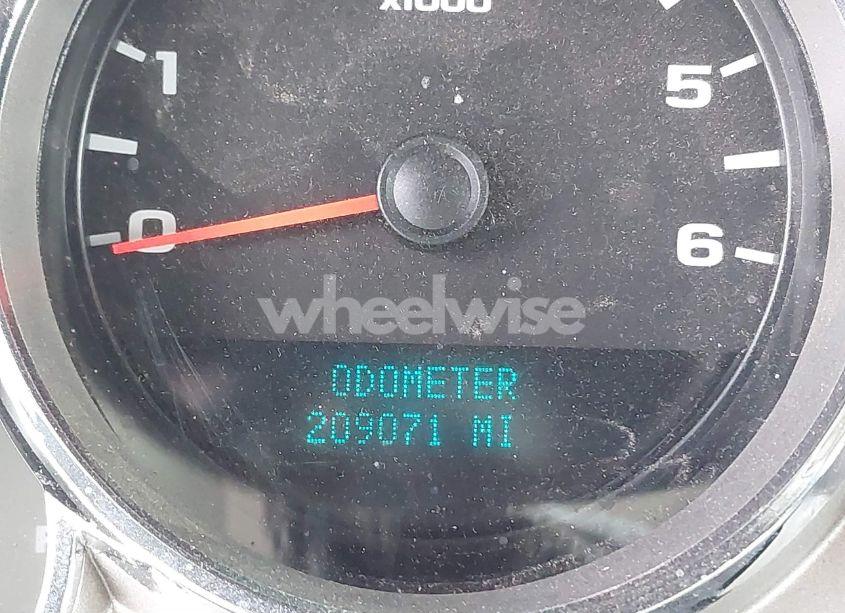 x1000
1 5
0 6
wheelwise
ODOMETER
209071 MI